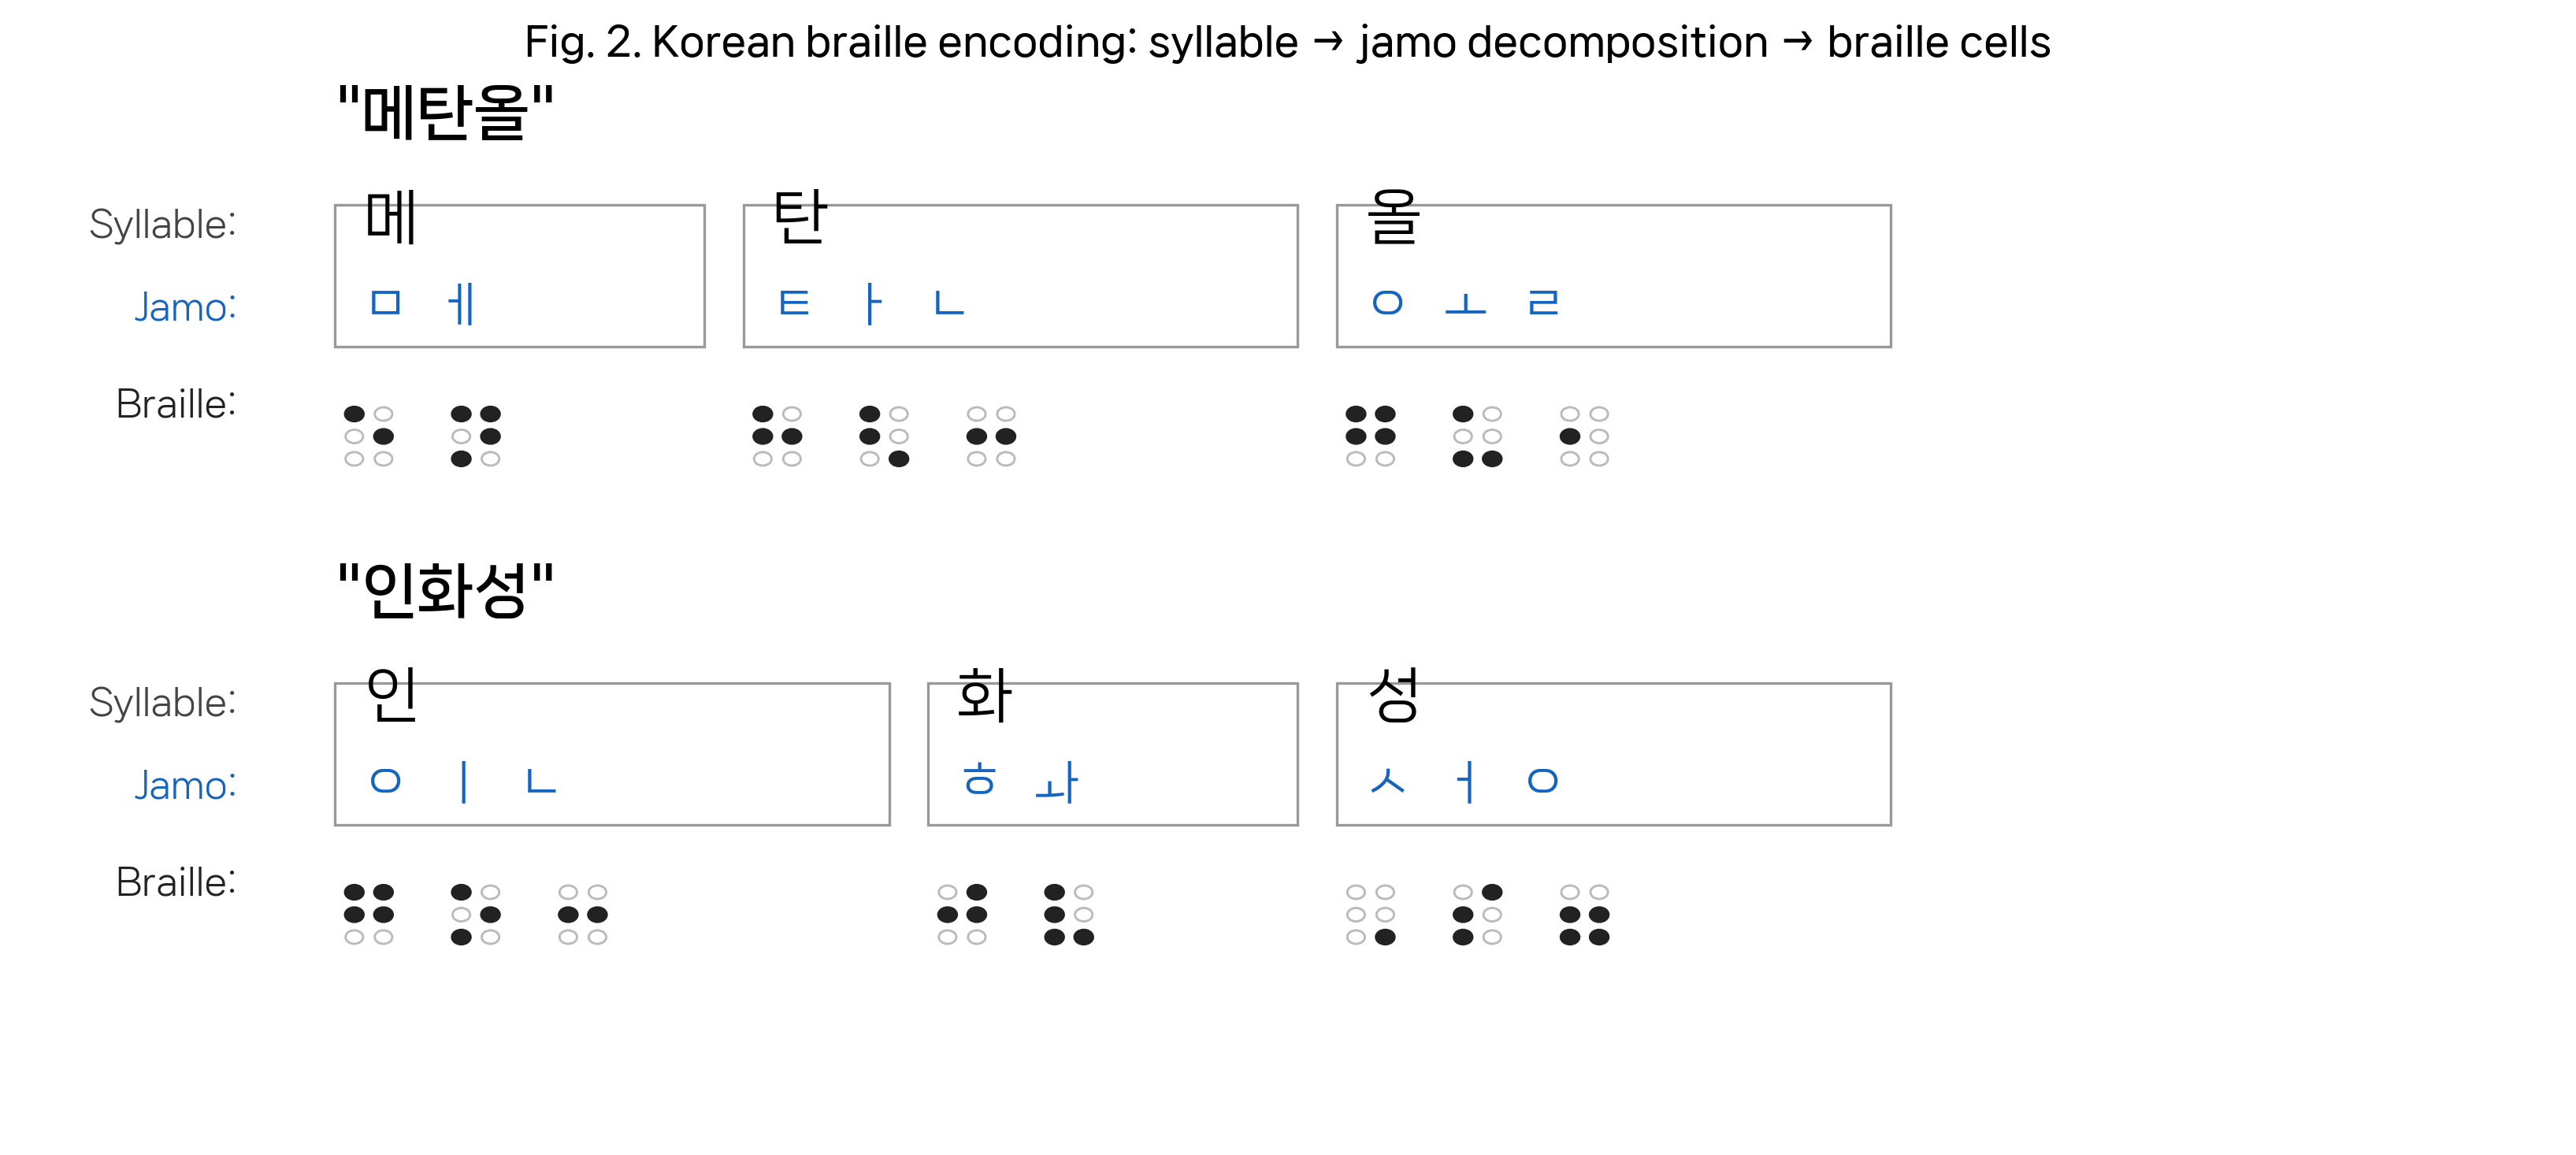 Fig. 2. Korean braille encoding: syllable → jamo decomposition → braille cells
"메탄올"
Syllable: 메 탄 올
Jamo: ㅁ ㅔ ㅌ ㅏ ㄴ ㅇ ㅗ ㄹ
Braille: ⠑ ⠝ ⠓ ⠣ ⠒ ⠛ ⠥ ⠂
"인화성"
Syllable: 인 화 성
Jamo: ㅇ ㅣ ㄴ ㅎ ㅘ ㅅ ㅓ ㅇ
Braille: ⠛ ⠕ ⠒ ⠚ ⠧ ⠠ ⠎ ⠶